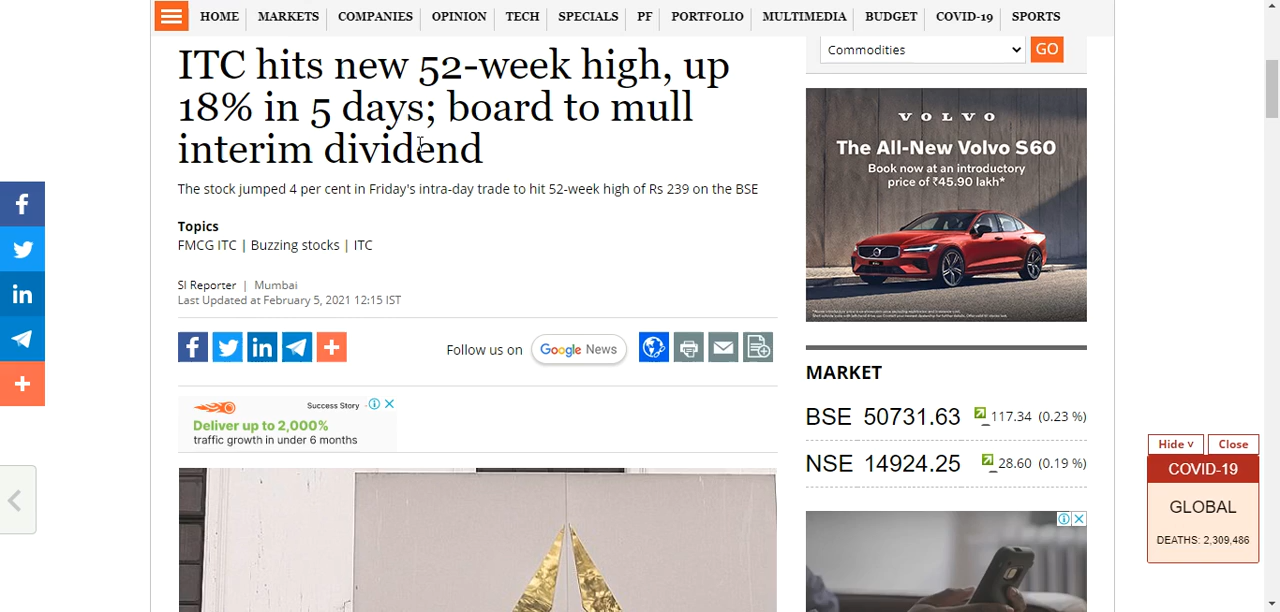 HOME MARKETS COMPANIES OPINION TECH SPECIALS PF PORTFOLIO MULTIMEDIA BUDGET COVID-19 SPORTS
ITC hits new 52-week high, up
18% in 5 days; board to mull
interim dividend
The stock jumped 4 per cent in Friday's intra-day trade to hit 52-week high of Rs 239 on the BSE
Topics
FMCG ITC | Buzzing stocks | ITC
SI Reporter | Mumbai
Last Updated at February 5, 2021 12:15 IST
Follow us on Google News
Success Story
Deliver up to 2,000%
traffic growth in under 6 months
Commodities GO
VOLVO
The All-New Volvo S60
Book now at an introductory
price of ₹45.90 lakh*
MARKET
BSE 50731.63 117.34 (0.23 %)
NSE 14924.25 28.60 (0.19 %)
Hide v Close
COVID-19
GLOBAL
DEATHS: 2,309,486